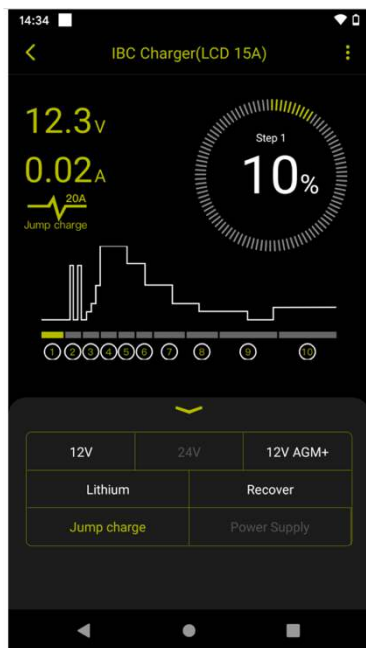 14:34
IBC Charger(LCD 15A)
12.3V
0.02A
20A
Jump charge
Step 1
10%
1 2 3 4 5 6 7 8 9 10
12V 24V 12V AGM+
Lithium Recover
Jump charge Power Supply